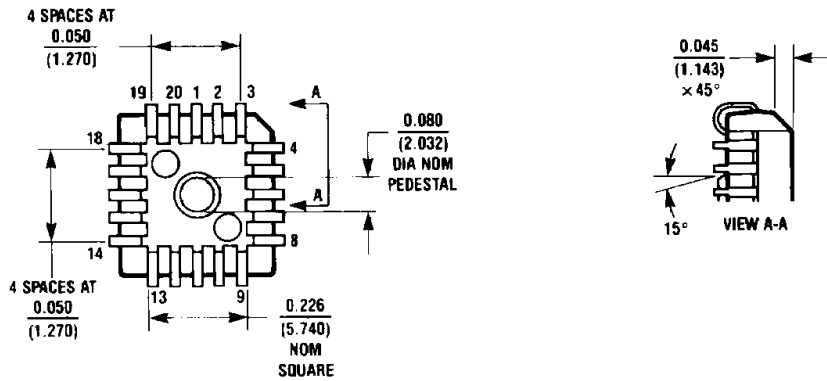 4 SPACES AT
0.050
(1.270)
19 20 1 2 3
A
18
4
0.080
(2.032)
DIA NOM
PEDESTAL
A
14
8
4 SPACES AT
0.050
(1.270)
13
9
0.226
(5.740)
NOM
SQUARE
0.045
(1.143)
× 45°
15°
VIEW A-A